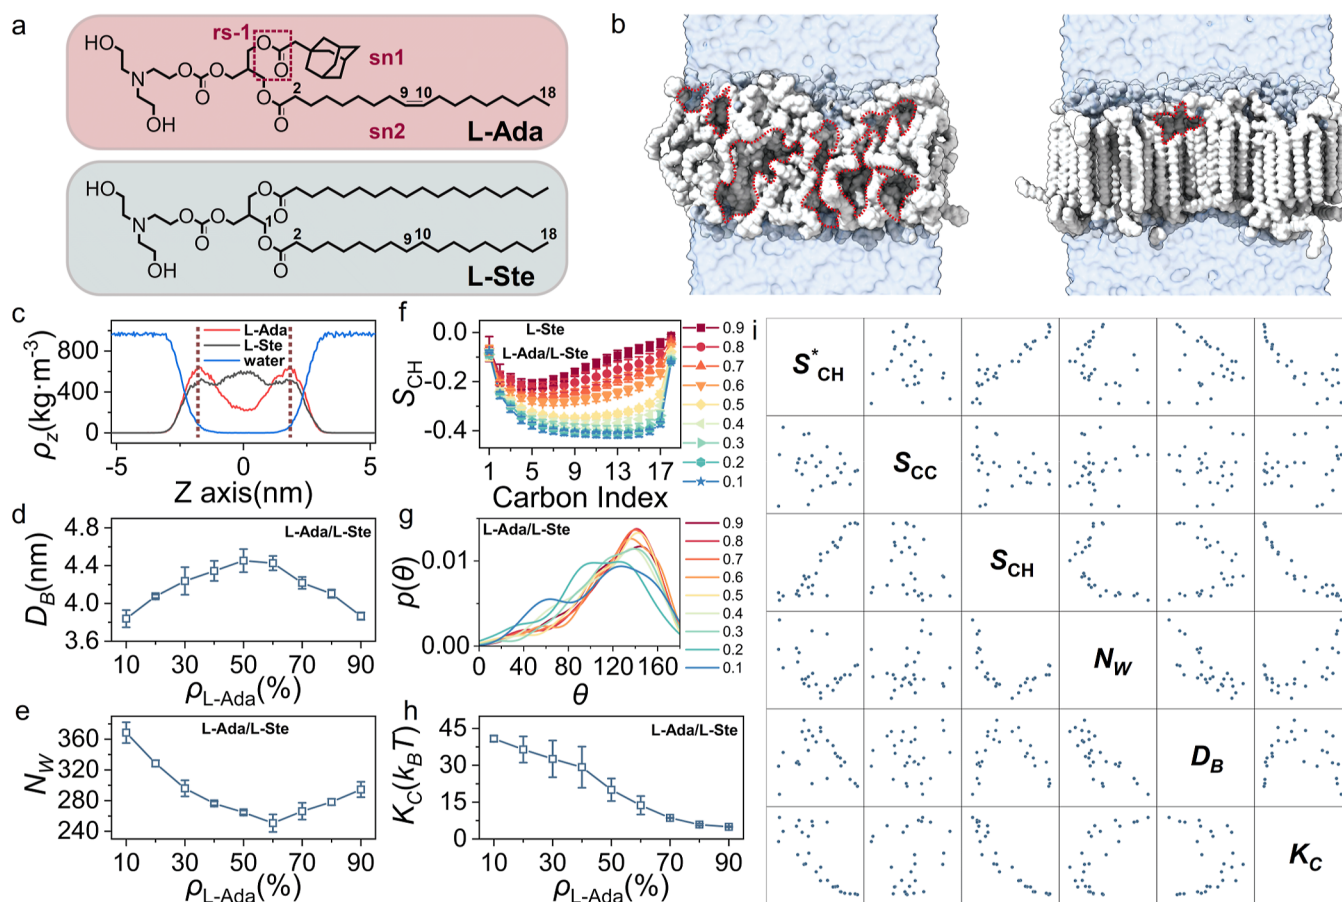 a
rs-1
HO
O
O
sn1
N
O
O
O
O
2
9
10
18
O
OH
O
sn2
L-Ada
HO
O
N
O
O
O
O
1
O
2
9
10
18
OH
O
L-Ste
b
c
L-Ada
L-Ste
water
800
400
0
ρz(kg·m⁻³)
-5
0
5
Z axis(nm)
d
L-Ada/L-Ste
4.8
4.4
4.0
3.6
DB(nm)
10
30
50
70
90
ρL-Ada(%)
e
L-Ada/L-Ste
360
320
280
240
NW
10
30
50
70
90
ρL-Ada(%)
f
L-Ste
L-Ada/L-Ste
0.0
-0.2
-0.4
SCH
1
5
9
13
17
Carbon Index
0.9
0.8
0.7
0.6
0.5
0.4
0.3
0.2
0.1
g
L-Ada/L-Ste
0.01
0.00
p(θ)
0
40
80
120
160
θ
0.9
0.8
0.7
0.6
0.5
0.4
0.3
0.2
0.1
h
L-Ada/L-Ste
45
30
15
0
KC(kBT)
10
30
50
70
90
ρL-Ada(%)
i
S*CH
SCC
SCH
NW
DB
KC